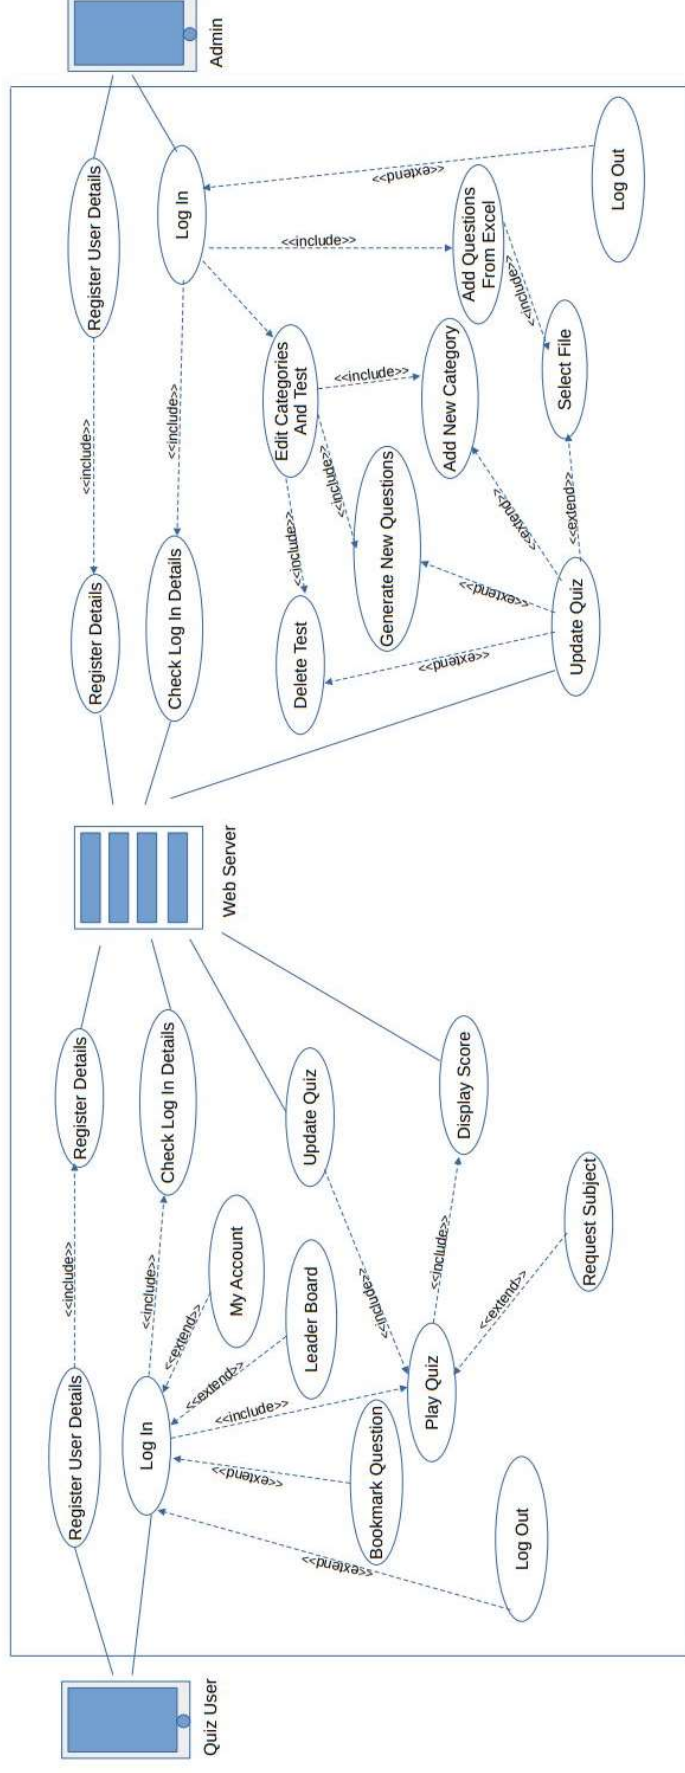 Quiz User
Register User Details
<<include>>
Register Details
Log In
<<include>>
Check Log In Details
<<extend>>
My Account
<<extend>>
Leader Board
<<include>>
<<extend>>
Bookmark Question
<<extend>>
Log Out
Play Quiz
<<include>>
Update Quiz
<<include>>
Display Score
<<extend>>
Request Subject
Web Server
Register Details
<<include>>
Register User Details
Check Log In Details
<<include>>
Log In
Delete Test
<<include>>
Edit Categories
And Test
<<include>>
Generate New Questions
<<include>>
Add New Category
<<include>>
Add Questions
From Excel
<<include>>
Select File
<<extend>>
<<extend>>
<<extend>>
<<extend>>
Update Quiz
<<extend>>
Log Out
Admin